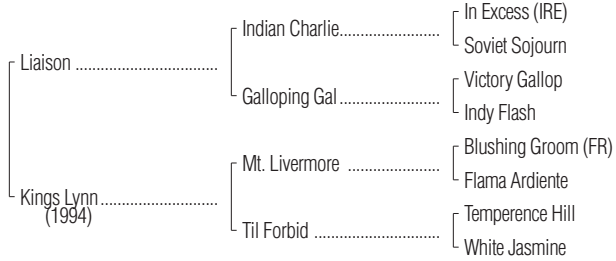 In Excess (IRE)
Indian Charlie
Soviet Sojourn
Liaison
Victory Gallop
Galloping Gal
Indy Flash
Blushing Groom (FR)
Mt. Livermore
Flama Ardiente
Kings Lynn
(1994)
Temperence Hill
Til Forbid
White Jasmine